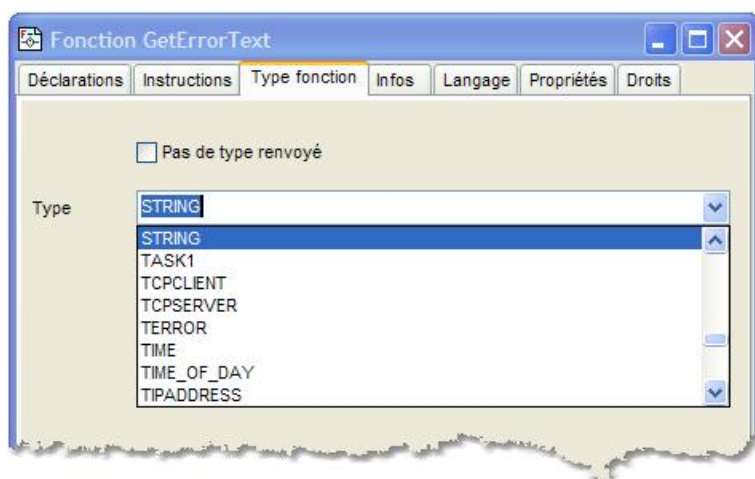 Fonction GetErrorText
Déclarations Instructions Type fonction Infos Langage Propriétés Droits
Pas de type renvoyé
Type STRING
STRING
TASK1
TCPCLIENT
TCPSERVER
TERROR
TIME
TIME_OF_DAY
TIPADDRESS